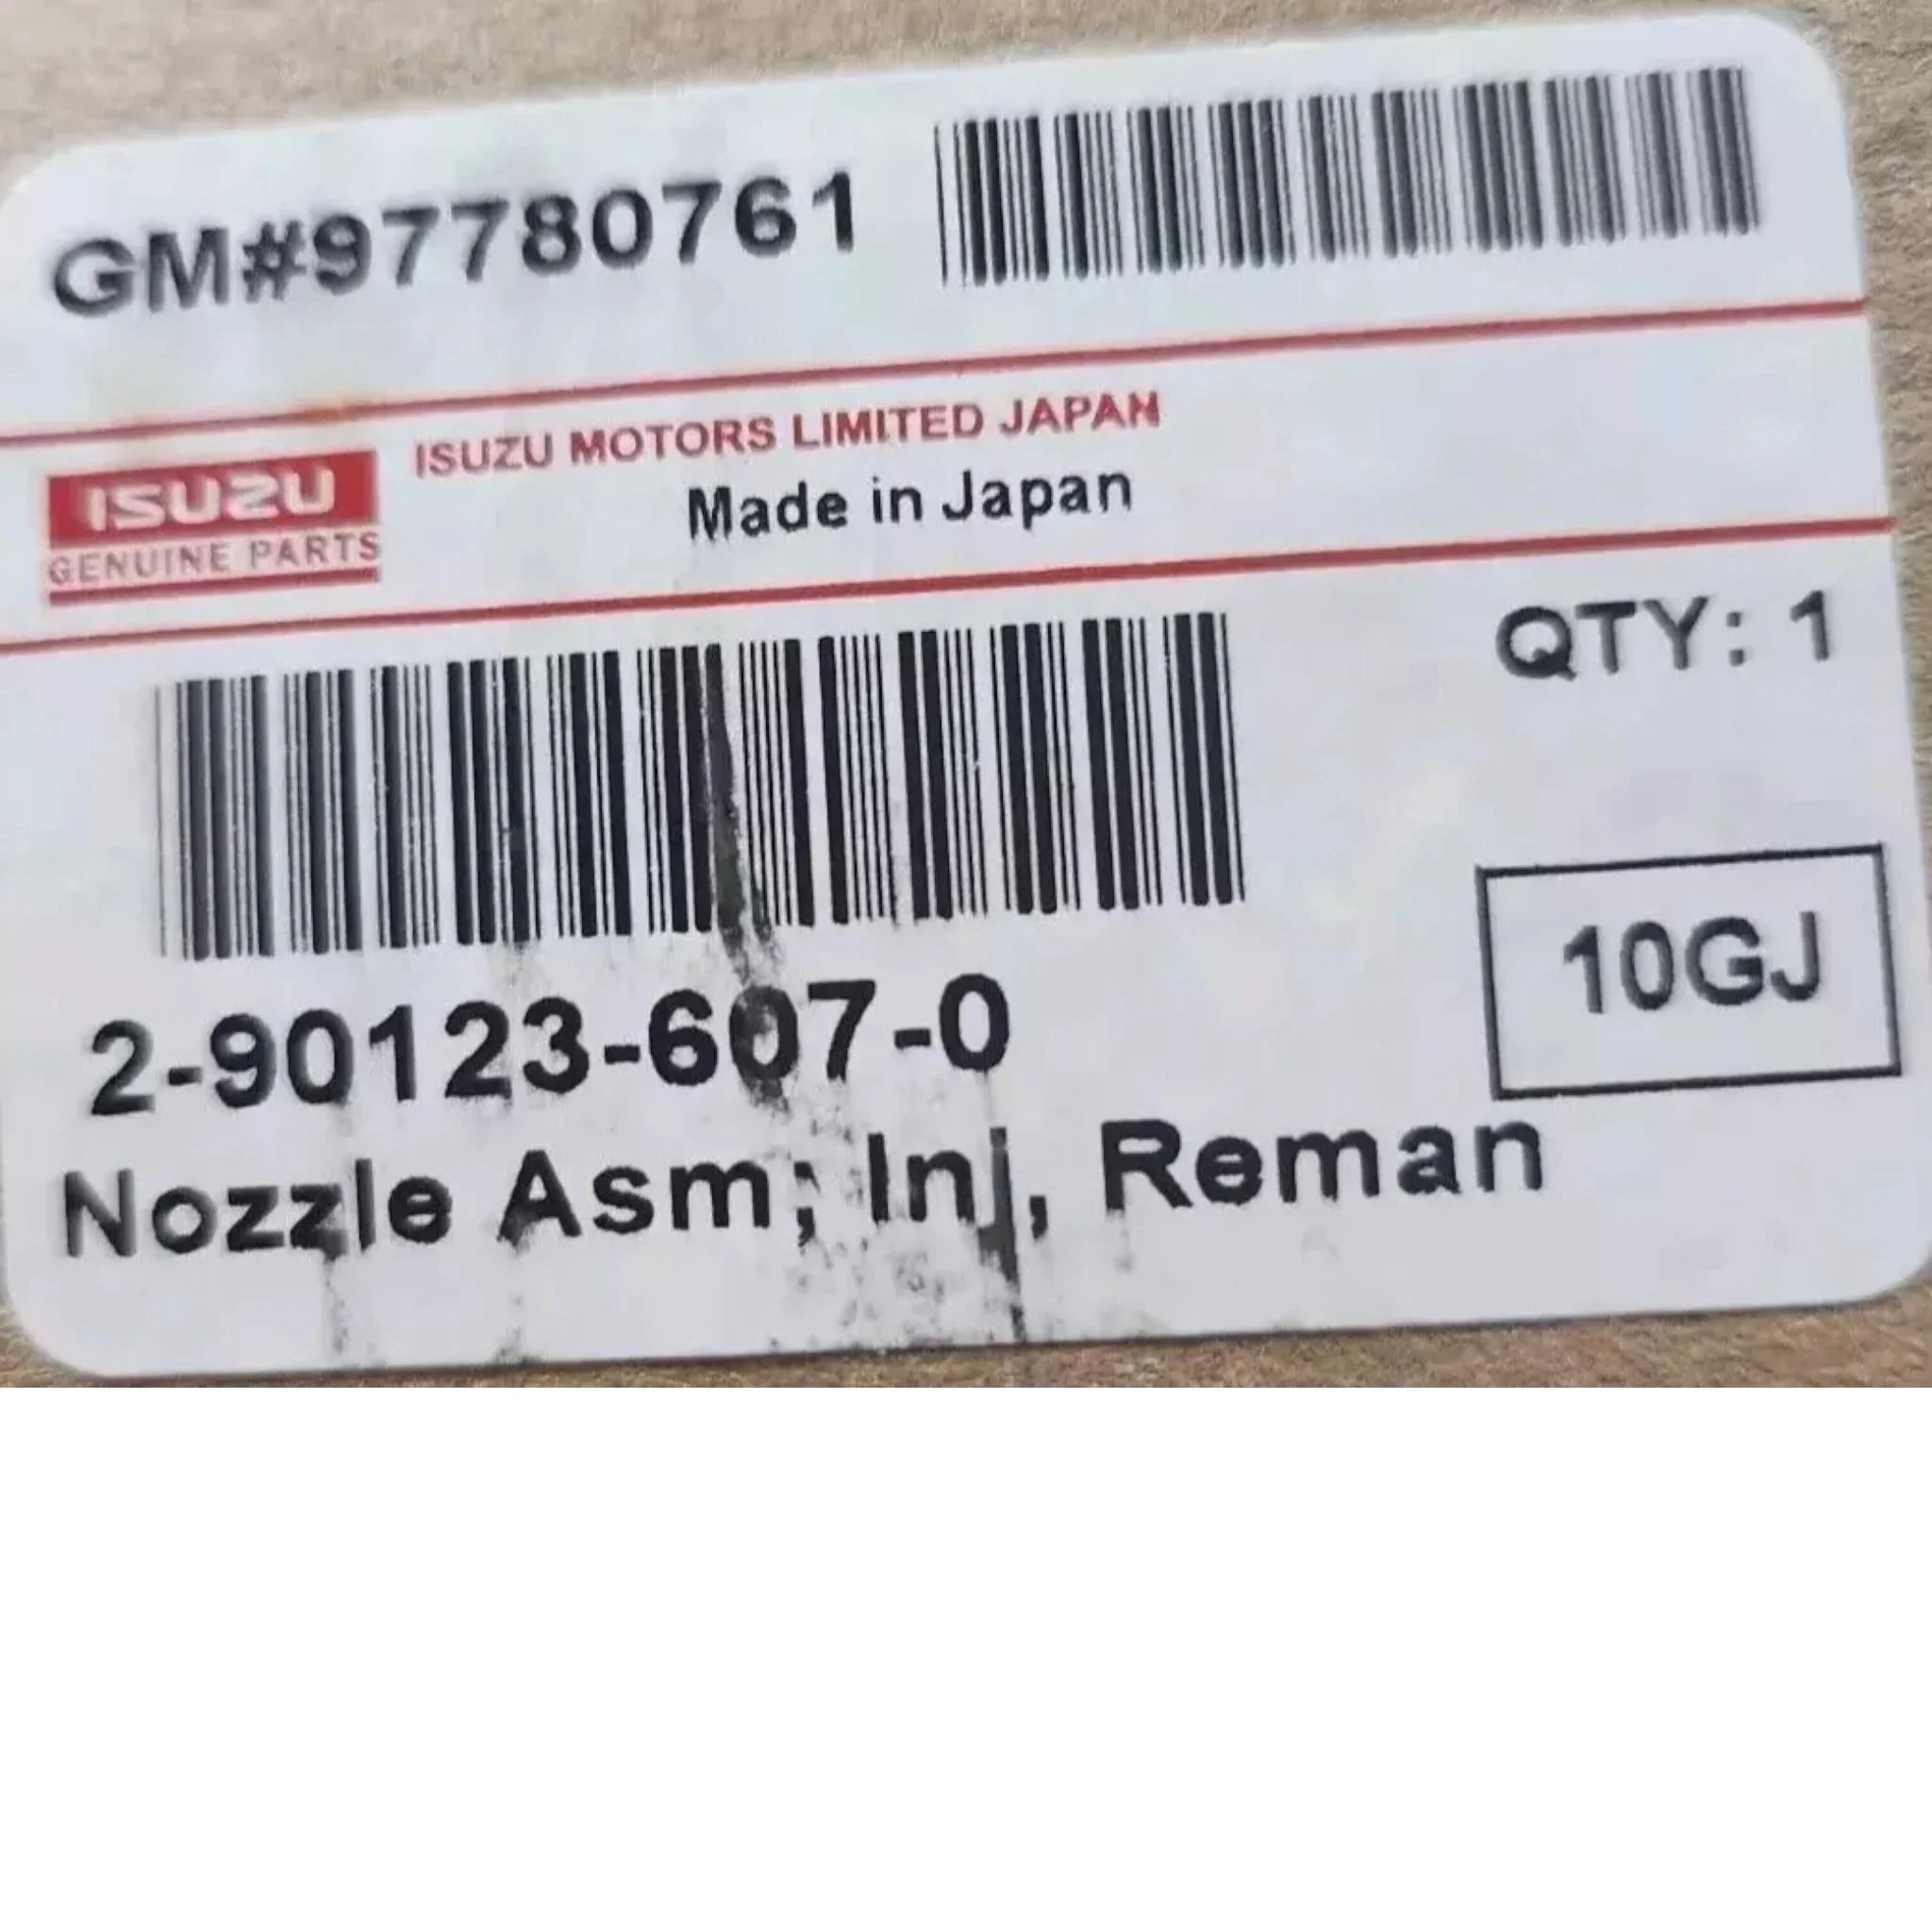 GM#97780761
ISUZU MOTORS LIMITED JAPAN
ISUZU
GENUINE PARTS
Made in Japan
QTY: 1
2-90123-607-0
10GJ
Nozzle Asm; Inj, Reman